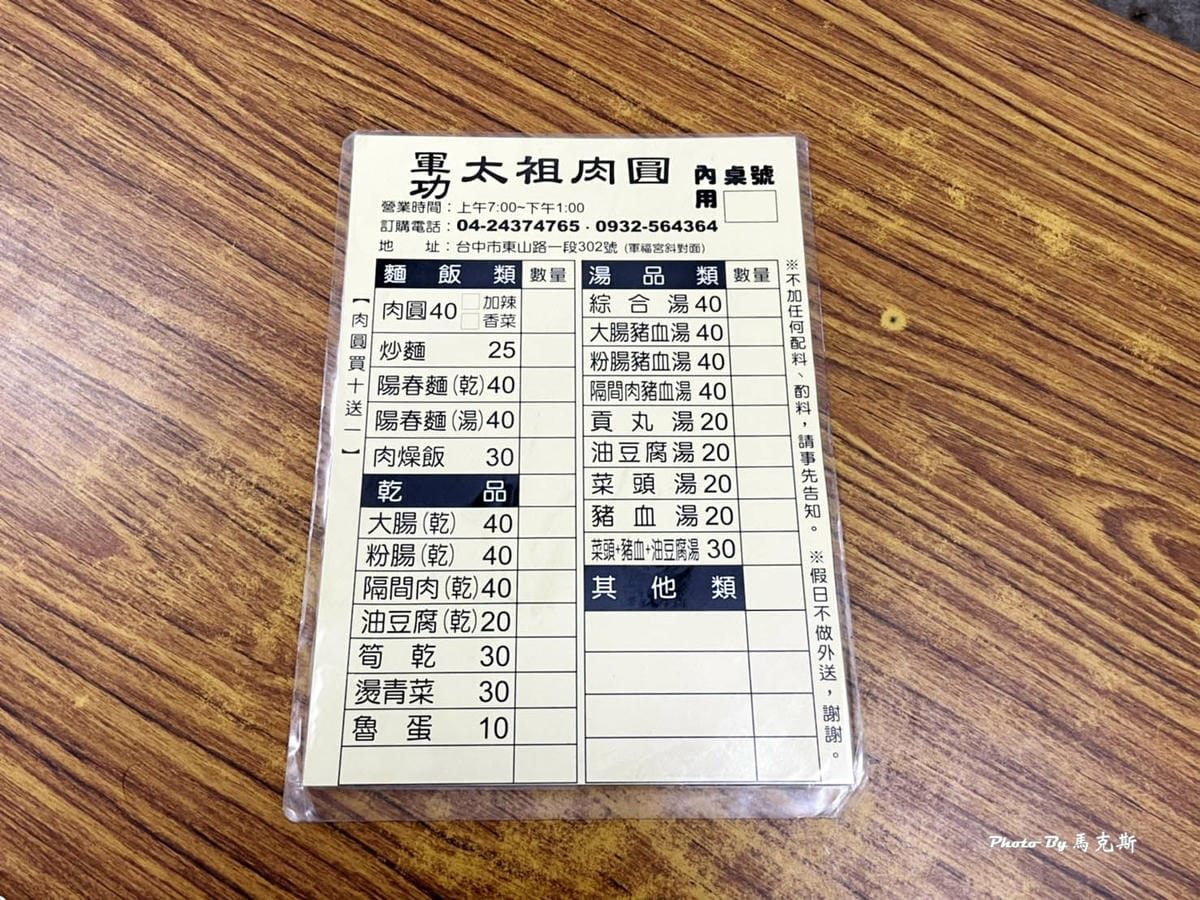 軍功 太祖肉圓 內用 桌號
營業時間：上午7:00~下午1:00
訂購電話：04-24374765．0932-564364
地 址：台中市東山路一段302號（軍福宮斜對面）
【肉圓買十送一】
麵飯類 數量
肉圓40 加辣 香菜
炒麵 25
陽春麵(乾)40
陽春麵(湯)40
肉燥飯 30
乾品
大腸(乾) 40
粉腸(乾) 40
隔間肉(乾)40
油豆腐(乾)20
筍乾 30
燙青菜 30
魯蛋 10
湯品類 數量
綜合湯 40
大腸豬血湯 40
粉腸豬血湯 40
隔間肉豬血湯 40
貢丸湯 20
油豆腐湯 20
菜頭湯 20
豬血湯 20
菜頭+豬血+油豆腐湯 30
其他類
※不加任何配料、酌料，請事先告知。 ※假日不做外送，謝謝。
Photo By 馬克斯